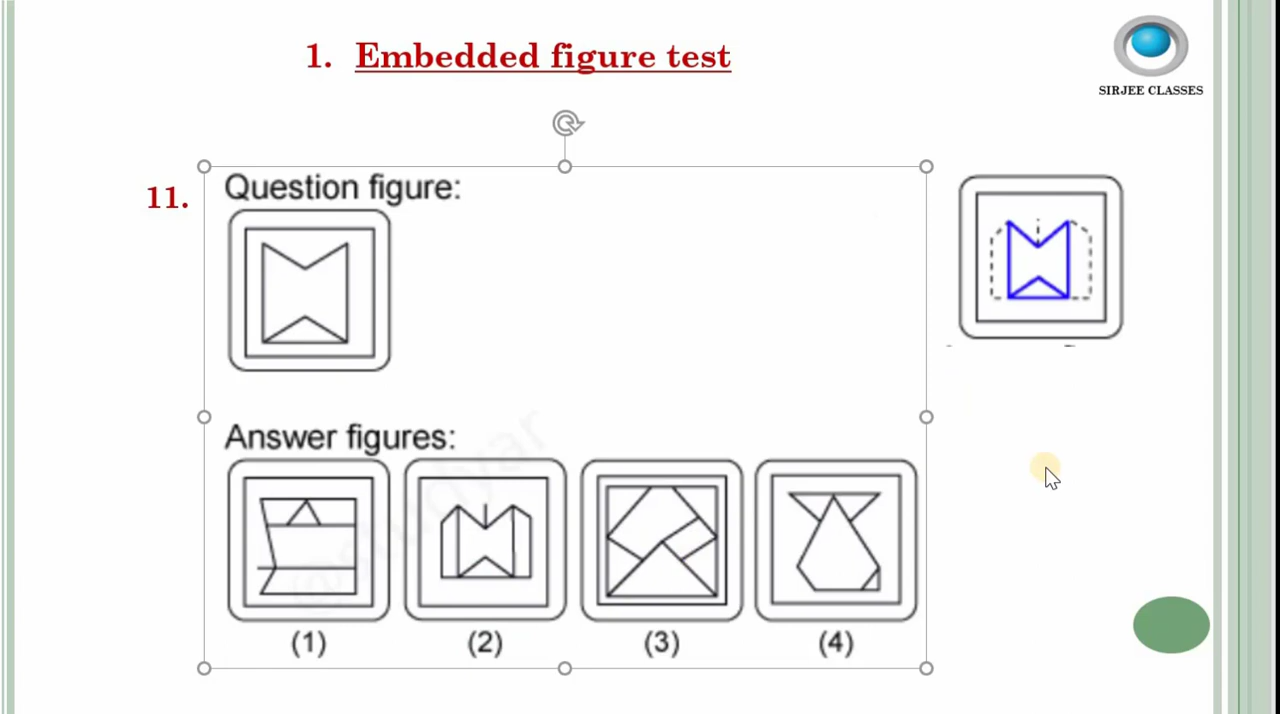 1. Embedded figure test
SIRJEE CLASSES
11.
Question figure:
Answer figures:
(1) (2) (3) (4)